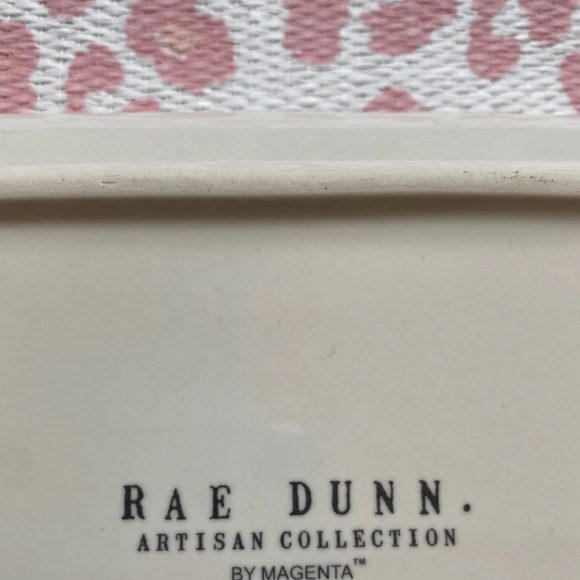 RAE DUNN.
ARTISAN COLLECTION
BY MAGENTA™